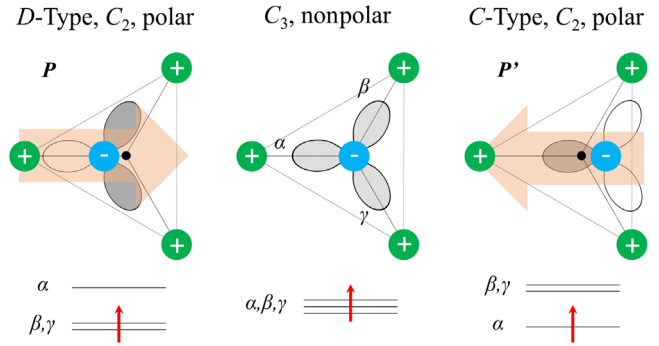 D-Type, C2, polar
C3, nonpolar
C-Type, C2, polar
P
P'
+
+
+
-
β
α
γ
+
+
+
-
+
+
+
-
α
β,γ
α,β,γ
β,γ
α